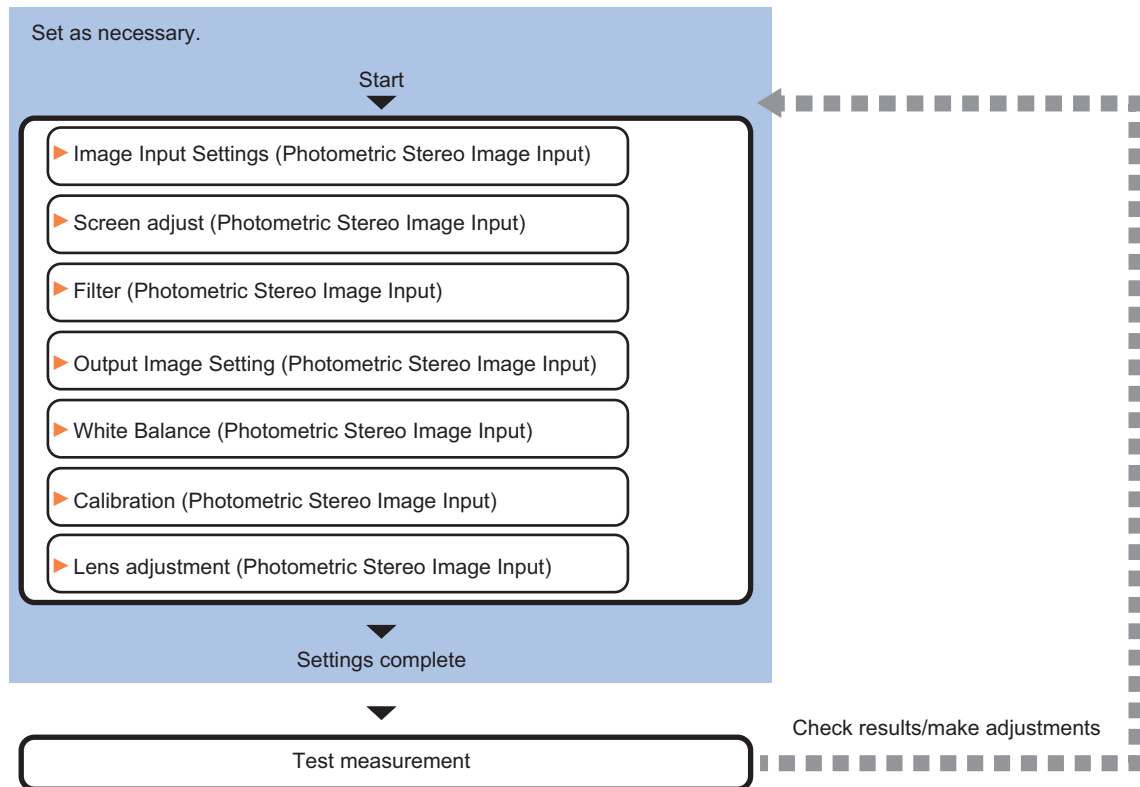 Set as necessary.
Start
Image Input Settings (Photometric Stereo Image Input)
Screen adjust (Photometric Stereo Image Input)
Filter (Photometric Stereo Image Input)
Output Image Setting (Photometric Stereo Image Input)
White Balance (Photometric Stereo Image Input)
Calibration (Photometric Stereo Image Input)
Lens adjustment (Photometric Stereo Image Input)
Settings complete
Check results/make adjustments
Test measurement